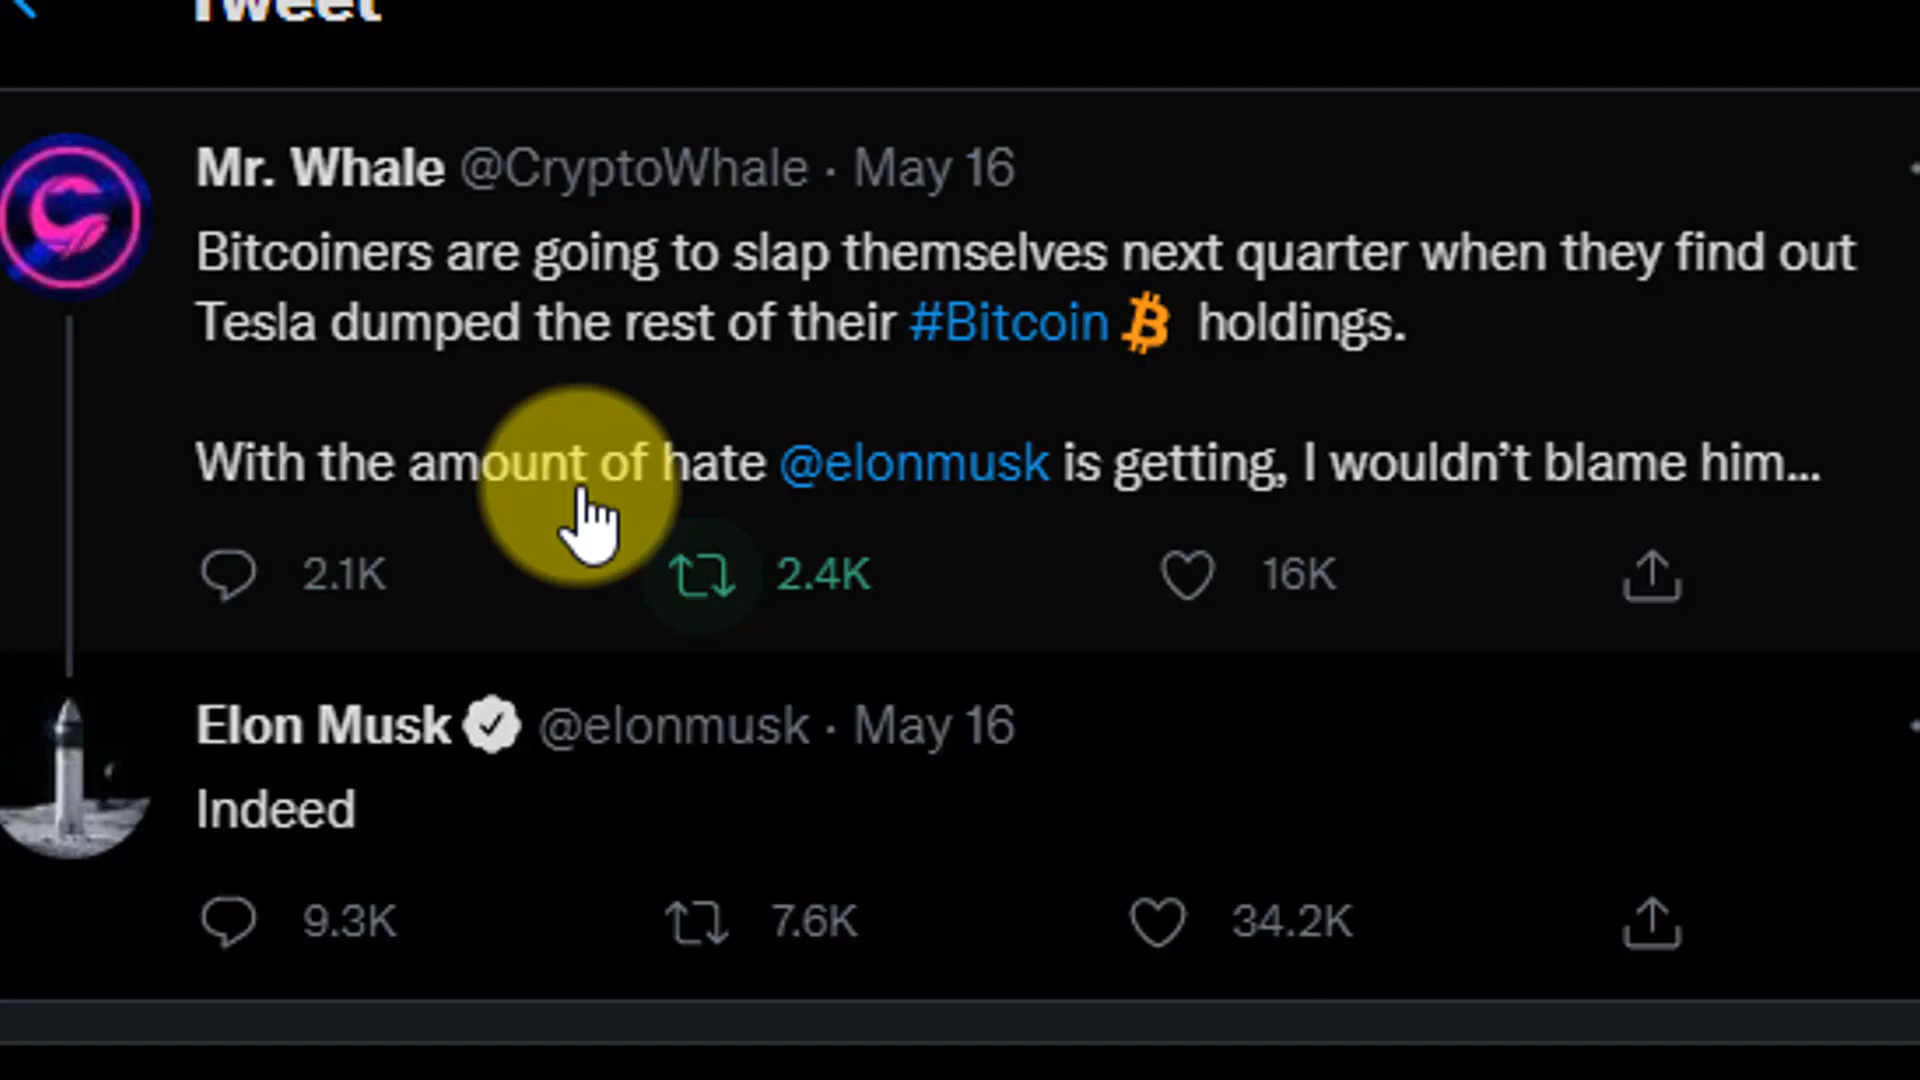 Tweet
Mr. Whale @CryptoWhale · May 16
Bitcoiners are going to slap themselves next quarter when they find out
Tesla dumped the rest of their #Bitcoin holdings.
With the amount of hate @elonmusk is getting, I wouldn’t blame him…
2.1K 2.4K 16K
Elon Musk @elonmusk · May 16
Indeed
9.3K 7.6K 34.2K